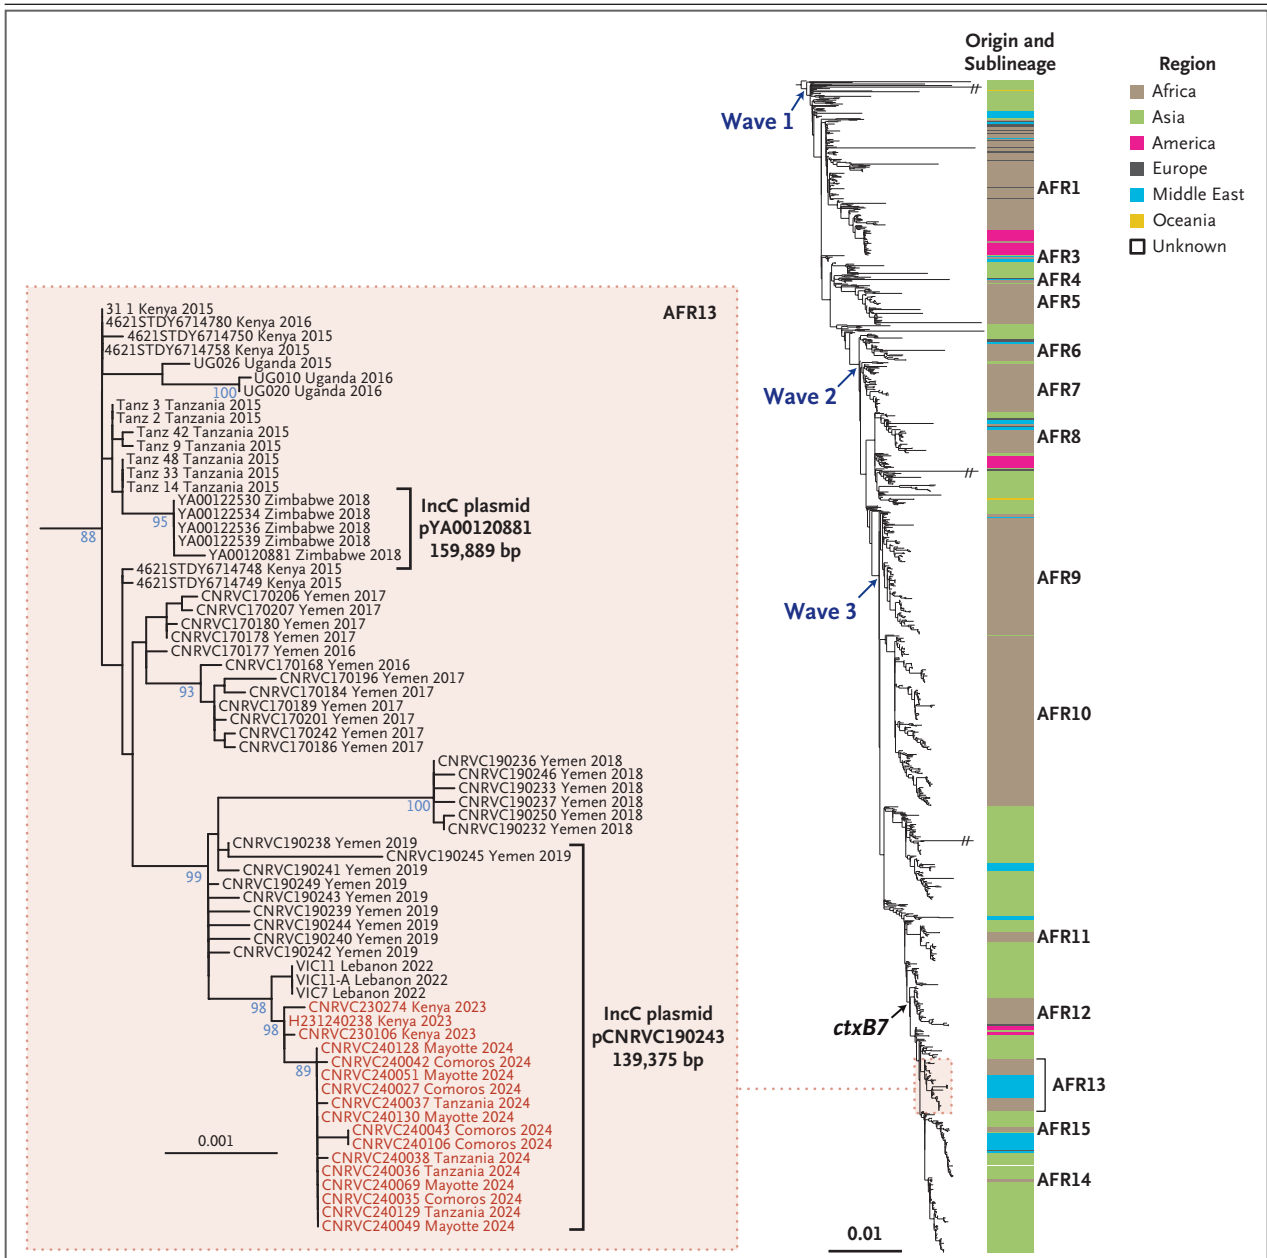 Origin and
Sublineage
Region
Africa
Asia
America
Europe
Middle East
Oceania
Unknown
Wave 1
Wave 2
Wave 3
ctxB7
AFR1
AFR3
AFR4
AFR5
AFR6
AFR7
AFR8
AFR9
AFR10
AFR11
AFR12
AFR13
AFR15
AFR14
0.01
AFR13
31 1 Kenya 2015
4621STDY6714780 Kenya 2016
4621STDY6714750 Kenya 2015
4621STDY6714758 Kenya 2015
UG026 Uganda 2015
UG010 Uganda 2016
100
UG020 Uganda 2016
Tanz 3 Tanzania 2015
Tanz 2 Tanzania 2015
Tanz 42 Tanzania 2015
Tanz 9 Tanzania 2015
Tanz 48 Tanzania 2015
Tanz 33 Tanzania 2015
Tanz 14 Tanzania 2015
YA00122530 Zimbabwe 2018
YA00122534 Zimbabwe 2018
95
YA00122536 Zimbabwe 2018
YA00122539 Zimbabwe 2018
88
YA00120881 Zimbabwe 2018
IncC plasmid
pYA00120881
159,889 bp
4621STDY6714748 Kenya 2015
4621STDY6714749 Kenya 2015
CNRVC170206 Yemen 2017
CNRVC170207 Yemen 2017
CNRVC170180 Yemen 2017
CNRVC170178 Yemen 2017
CNRVC170177 Yemen 2016
CNRVC170168 Yemen 2016
CNRVC170196 Yemen 2017
93
CNRVC170184 Yemen 2017
CNRVC170189 Yemen 2017
CNRVC170201 Yemen 2017
CNRVC170242 Yemen 2017
CNRVC170186 Yemen 2017
CNRVC190236 Yemen 2018
CNRVC190246 Yemen 2018
CNRVC190233 Yemen 2018
100
CNRVC190237 Yemen 2018
CNRVC190250 Yemen 2018
CNRVC190232 Yemen 2018
CNRVC190238 Yemen 2019
CNRVC190245 Yemen 2019
99
CNRVC190241 Yemen 2019
CNRVC190249 Yemen 2019
CNRVC190243 Yemen 2019
CNRVC190239 Yemen 2019
CNRVC190244 Yemen 2019
CNRVC190240 Yemen 2019
CNRVC190242 Yemen 2019
VIC11 Lebanon 2022
VIC11-A Lebanon 2022
VIC7 Lebanon 2022
98
CNRVC230274 Kenya 2023
H231240238 Kenya 2023
98
CNRVC230106 Kenya 2023
CNRVC240128 Mayotte 2024
CNRVC240042 Comoros 2024
89
CNRVC240051 Mayotte 2024
CNRVC240027 Comoros 2024
CNRVC240037 Tanzania 2024
CNRVC240130 Mayotte 2024
CNRVC240043 Comoros 2024
CNRVC240106 Comoros 2024
CNRVC240038 Tanzania 2024
CNRVC240036 Tanzania 2024
CNRVC240069 Mayotte 2024
CNRVC240035 Comoros 2024
CNRVC240129 Tanzania 2024
CNRVC240049 Mayotte 2024
IncC plasmid
pCNRVC190243
139,375 bp
0.001